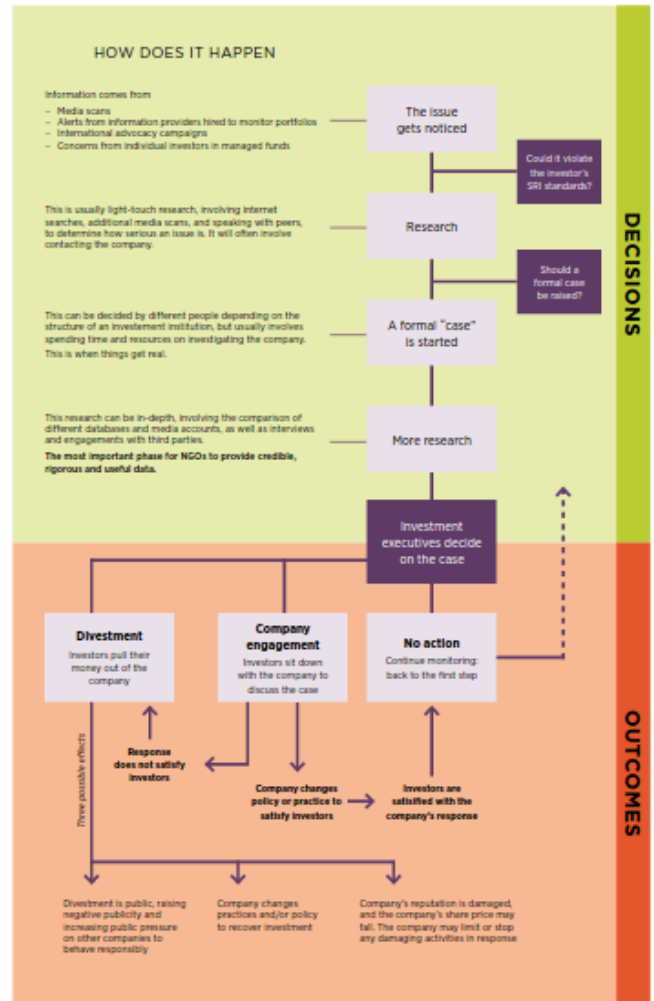 HOW DOES IT HAPPEN
Information comes from
– Media scans
– Alerts from information providers hired to monitor portfolios
– International advocacy campaigns
– Concerns from individual investors in managed funds
The issue
gets noticed
Could it violate
the investor's
SRI standards?
This is usually light-touch research, involving internet
searches, additional media scans, and speaking with peers,
to determine how serious an issue is. It will often involve
contacting the company.
Research
Should a
formal case
be raised?
This can be decided by different people depending on the
structure of an investement institution, but usually involves
spending time and resources on investigating the company.
This is when things get real.
A formal "case"
is started
This research can be in-depth, involving the comparison of
different databases and media accounts, as well as interviews
and engagements with third parties.
The most important phase for NGOs to provide credible,
rigorous and useful data.
More research
DECISIONS
Investment
executives decide
on the case
Divestment
Investors pull their
money out of the
company
Company
engagement
Investors sit down
with the company to
discuss the case
No action
Continue monitoring:
back to the first step
Three possible effects
Response
does not satisfy
investors
Company changes
policy or practice to
satisfy investors
Investors are
satisified with the
company's response
OUTCOMES
Divestment is public, raising
negative publicity and
increasing public pressure
on other companies to
behave responsibly
Company changes
practices and/or policy
to recover investment
Company's reputation is damaged,
and the company's share price may
fall. The company may limit or stop
any damaging activities in response